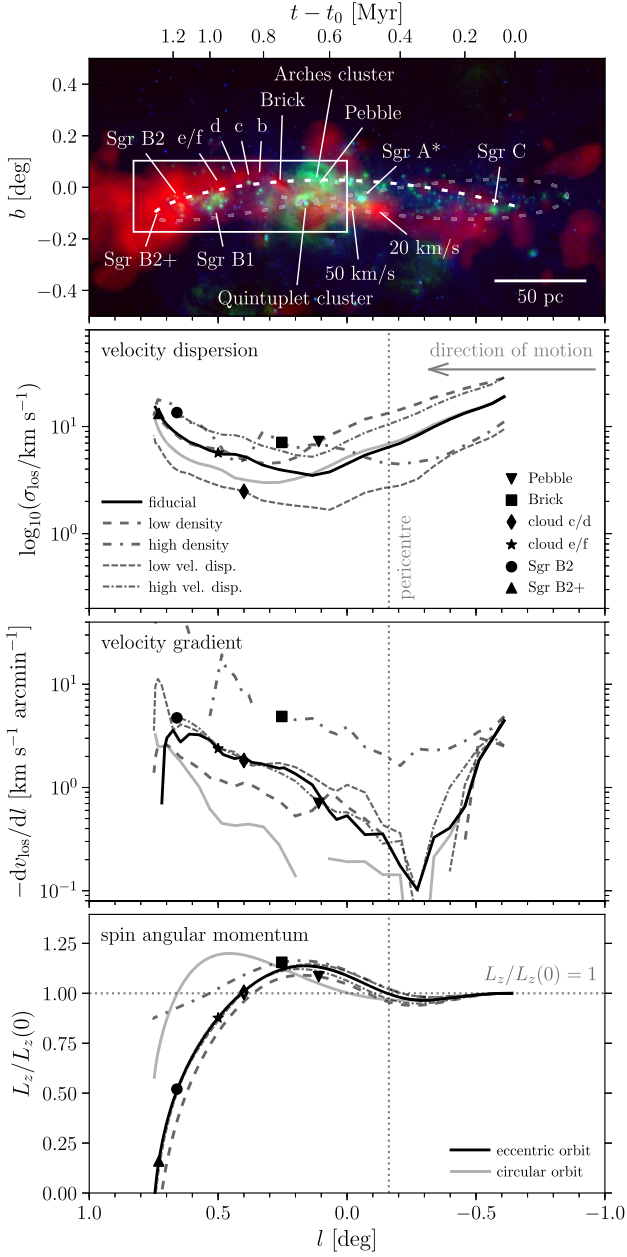 t − t₀ [Myr]
1.2 1.0 0.8 0.6 0.4 0.2 0.0
Arches cluster
Brick
Pebble
d c b
Sgr B2 e/f
Sgr A*
Sgr C
Sgr B2+ Sgr B1
20 km/s
50 km/s
Quintuplet cluster
50 pc
b [deg]
0.4
0.2
0.0
−0.2
−0.4
velocity dispersion
direction of motion
log₁₀(σ_los/km s⁻¹)
10¹
10⁰
fiducial
low density
high density
low vel. disp.
high vel. disp.
pericentre
Pebble
Brick
cloud c/d
cloud e/f
Sgr B2
Sgr B2+
velocity gradient
−dv_los/dl [km s⁻¹ arcmin⁻¹]
10¹
10⁰
10⁻¹
spin angular momentum
L_z/L_z(0) = 1
L_z/L_z(0)
1.25
1.00
0.75
0.50
0.25
0.00
eccentric orbit
circular orbit
1.0 0.5 0.0 −0.5 −1.0
l [deg]